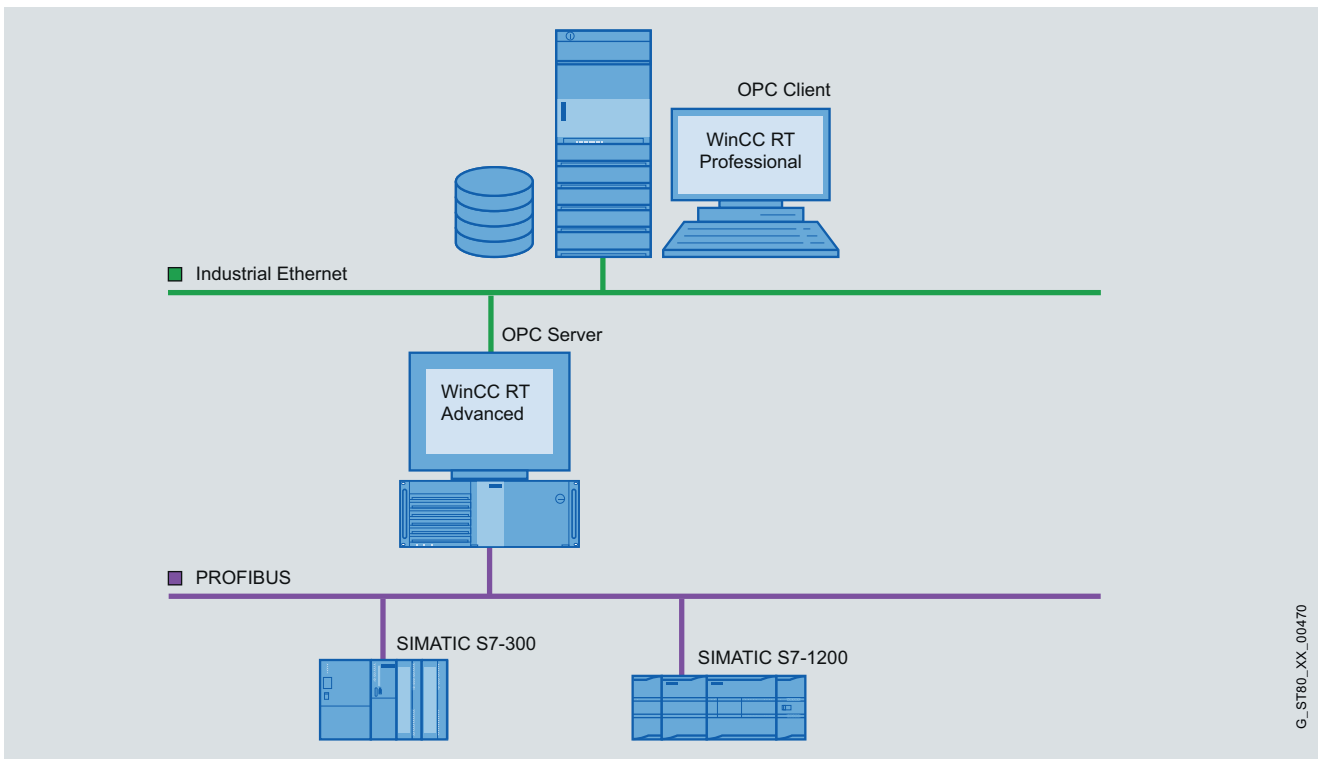 OPC Client
WinCC RT
Professional
Industrial Ethernet
OPC Server
WinCC RT
Advanced
PROFIBUS
SIMATIC S7-300
SIMATIC S7-1200
G_ST80_XX_00470